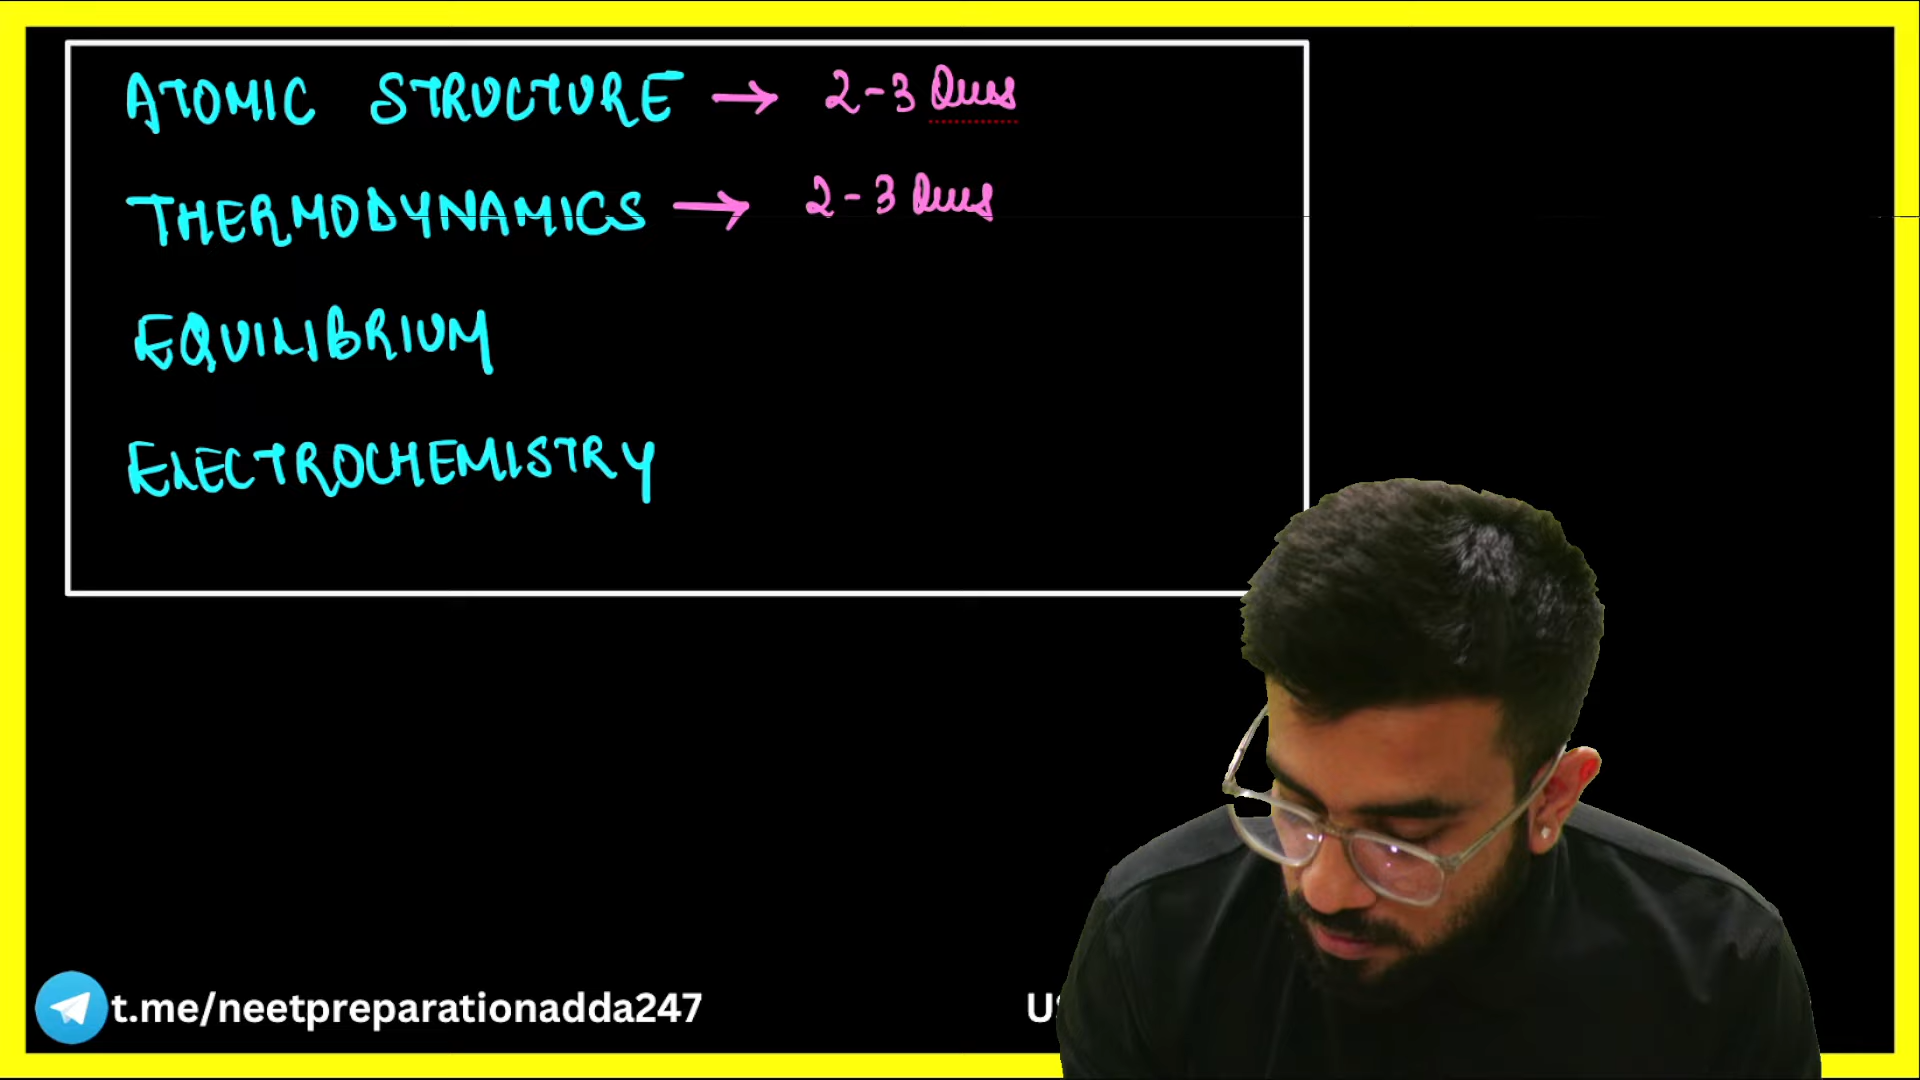 ATOMIC STRUCTURE → 2-3 Ques
THERMODYNAMICS → 2-3 Ques
EQUILIBRIUM
ELECTROCHEMISTRY
t.me/neetpreparationadda247